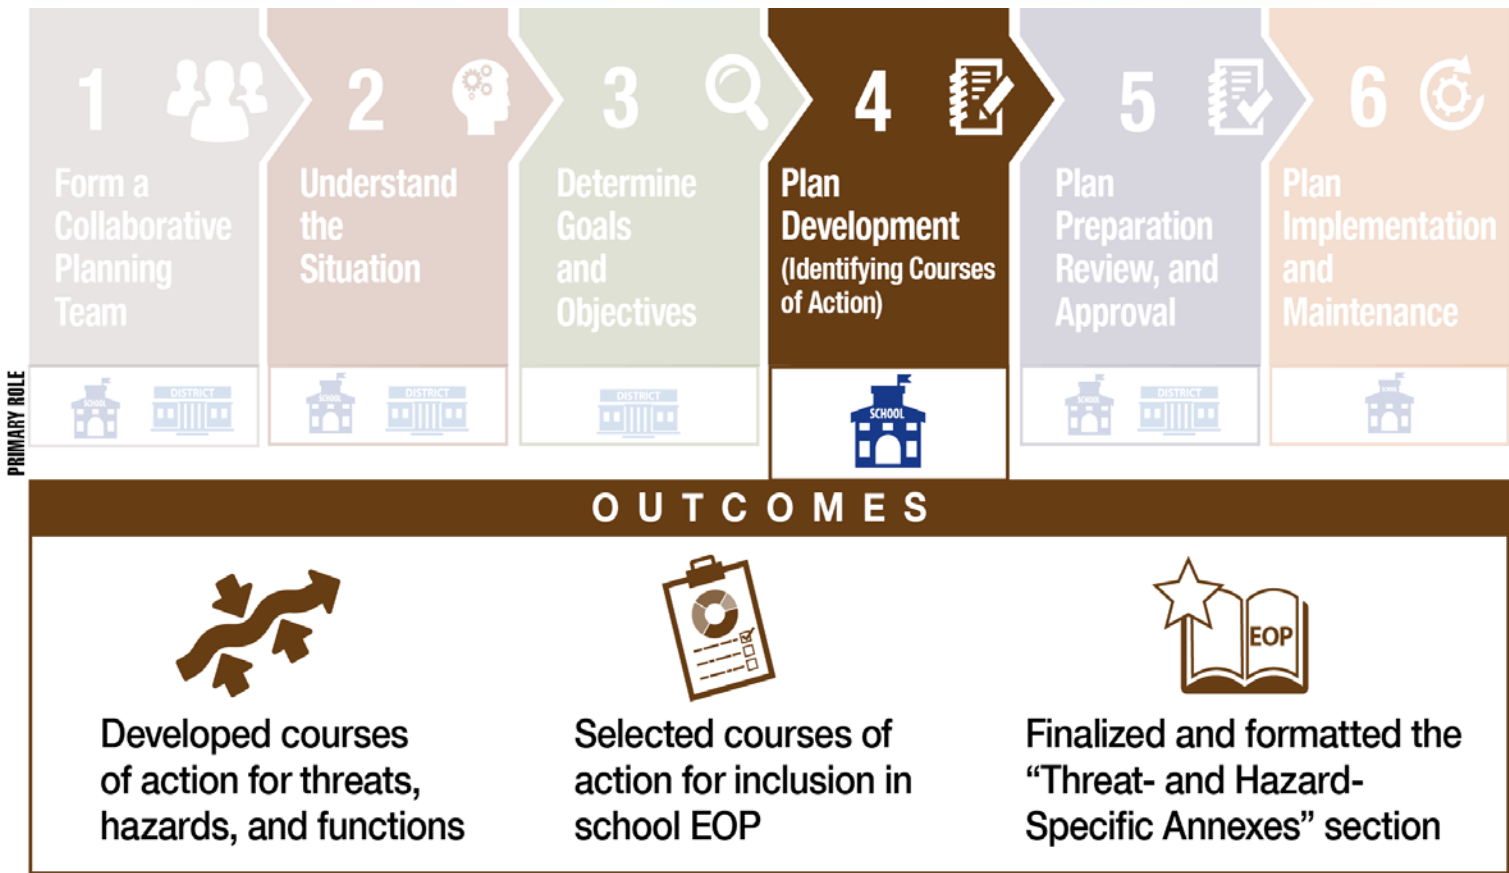 1
Form a
Collaborative
Planning
Team
2
Understand
the
Situation
3
Determine
Goals
and
Objectives
4
Plan
Development
(Identifying Courses
of Action)
5
Plan
Preparation
Review, and
Approval
6
Plan
Implementation
and
Maintenance
PRIMARY ROLE
SCHOOL
DISTRICT
SCHOOL
DISTRICT
DISTRICT
SCHOOL
SCHOOL
DISTRICT
SCHOOL
OUTCOMES
Developed courses
of action for threats,
hazards, and functions
Selected courses of
action for inclusion in
school EOP
EOP
Finalized and formatted the
“Threat- and Hazard-
Specific Annexes” section